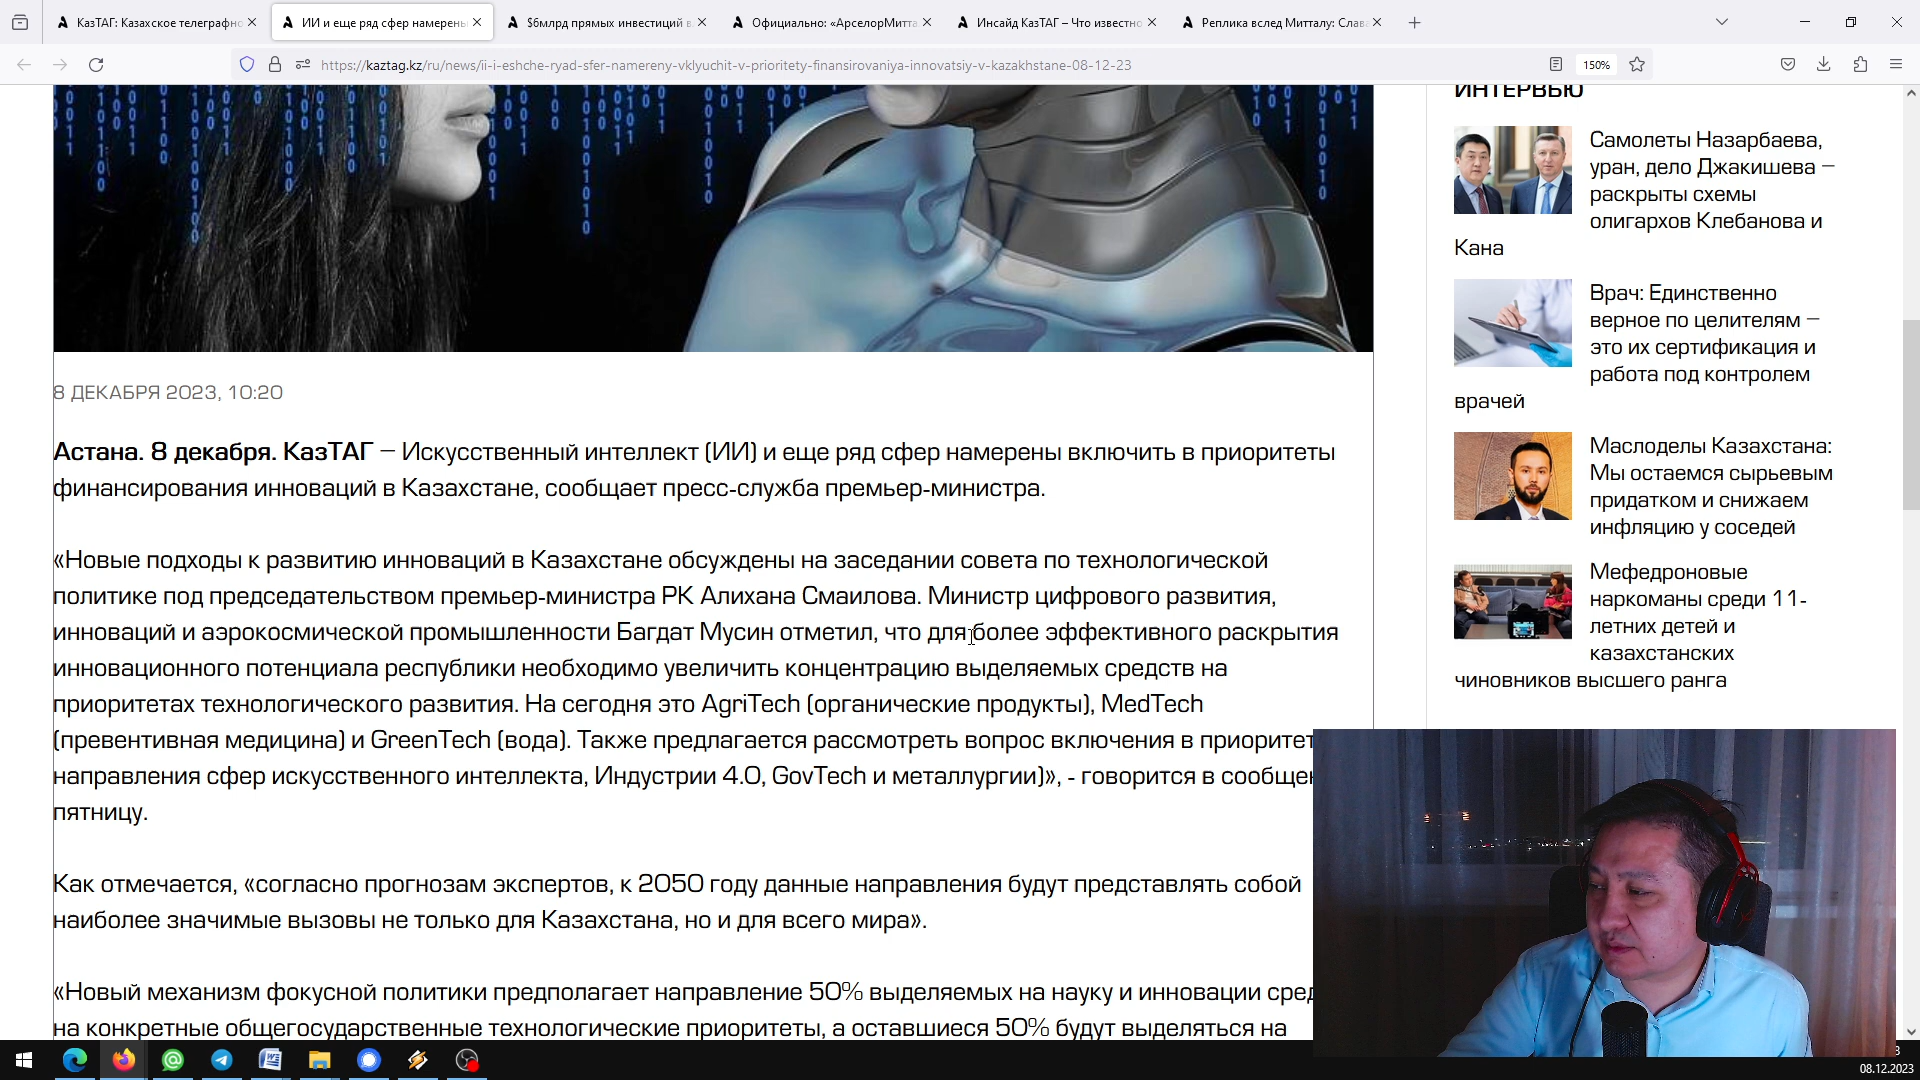 КазТАГ: Казахское телеграфно
ИИ и еще ряд сфер намерены
$6млрд прямых инвестиций в
Официально: «АрселорМитта
Инсайд КазТАГ – Что известно
Реплика вслед Митталу: Слава
https://kaztag.kz/ru/news/ii-i-eshche-ryad-sfer-namereny-vklyuchit-v-prioritety-finansirovaniya-innovatsiy-v-kazakhstane-08-12-23
150%
8 ДЕКАБРЯ 2023, 10:20
Астана. 8 декабря. КазТАГ – Искусственный интеллект (ИИ) и еще ряд сфер намерены включить в приоритеты
финансирования инноваций в Казахстане, сообщает пресс-служба премьер-министра.
«Новые подходы к развитию инноваций в Казахстане обсуждены на заседании совета по технологической
политике под председательством премьер-министра РК Алихана Смаилова. Министр цифрового развития,
инноваций и аэрокосмической промышленности Багдат Мусин отметил, что для более эффективного раскрытия
инновационного потенциала республики необходимо увеличить концентрацию выделяемых средств на
приоритетах технологического развития. На сегодня это AgriTech (органические продукты), MedTech
(превентивная медицина) и GreenTech (вода). Также предлагается рассмотреть вопрос включения в приоритет
направления сфер искусственного интеллекта, Индустрии 4.0, GovTech и металлургии)», - говорится в сообщен
пятницу.
Как отмечается, «согласно прогнозам экспертов, к 2050 году данные направления будут представлять собой
наиболее значимые вызовы не только для Казахстана, но и для всего мира».
«Новый механизм фокусной политики предполагает направление 50% выделяемых на науку и инновации сред
на конкретные общегосударственные технологические приоритеты, а оставшиеся 50% будут выделяться на
ИНТЕРВЬЮ
Самолеты Назарбаева,
уран, дело Джакишева –
раскрыты схемы
олигархов Клебанова и
Кана
Врач: Единственно
верное по целителям –
это их сертификация и
работа под контролем
врачей
Маслоделы Казахстана:
Мы остаемся сырьевым
придатком и снижаем
инфляцию у соседей
Мефедроновые
наркоманы среди 11-
летних детей и
казахстанских
чиновников высшего ранга
08.12.2023